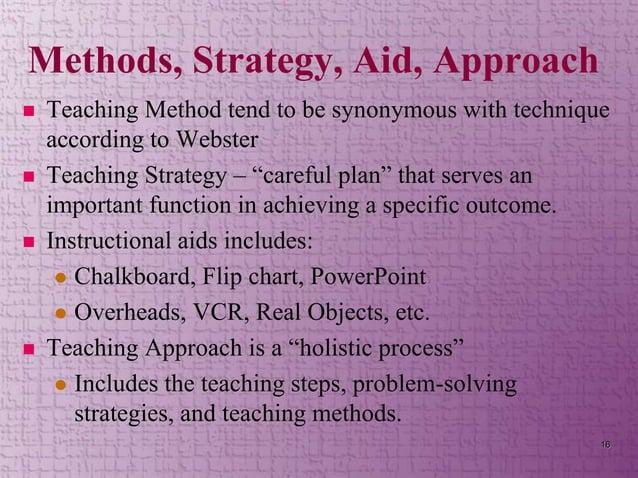 Methods, Strategy, Aid, Approach
Teaching Method tend to be synonymous with technique
according to Webster
Teaching Strategy – “careful plan” that serves an
important function in achieving a specific outcome.
Instructional aids includes:
Chalkboard, Flip chart, PowerPoint
Overheads, VCR, Real Objects, etc.
Teaching Approach is a “holistic process”
Includes the teaching steps, problem-solving
strategies, and teaching methods.
16